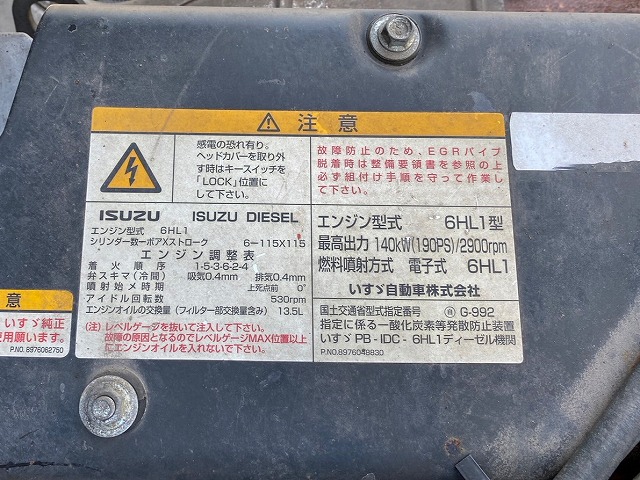 注意
感電の恐れ有り。
ヘッドカバーを取り外
す時はキースイッチを
「LOCK」位置に
して下さい。
故障防止のため、EGRパイプ
脱着時は整備要領書を参照の上
必ず組付け手順を守って作業し
て下さい。
ISUZU ISUZU DIESEL
エンジン型式 6HL1
シリンダー数ーボアXストローク 6-115X115
エンジン調整表
着火順序 1-5-3-6-2-4
弁スキマ(冷間) 吸気0.4mm 排気0.4mm
噴射始メ時期 上死点前 0°
アイドル回転数 530rpm
エンジンオイルの交換量(フィルター部交換量含み) 13.5L
(注)レベルゲージを抜いて注入して下さい。
故障の原因となるのでレベルゲージMAX位置以上
にエンジンオイルを入れないで下さい。
エンジン型式 6HL1型
最高出力 140kW(190PS)/2900rpm
燃料噴射方式 電子式 6HL1
いすゞ自動車株式会社
国土交通省型式指定番号 自 G-992
指定に係る一酸化炭素等発散防止装置
いすゞPB-IDC-6HL1ディーゼル機関
P.NO.8976048830
意
いすゞ純正
使用願います。
P.NO.8976062750